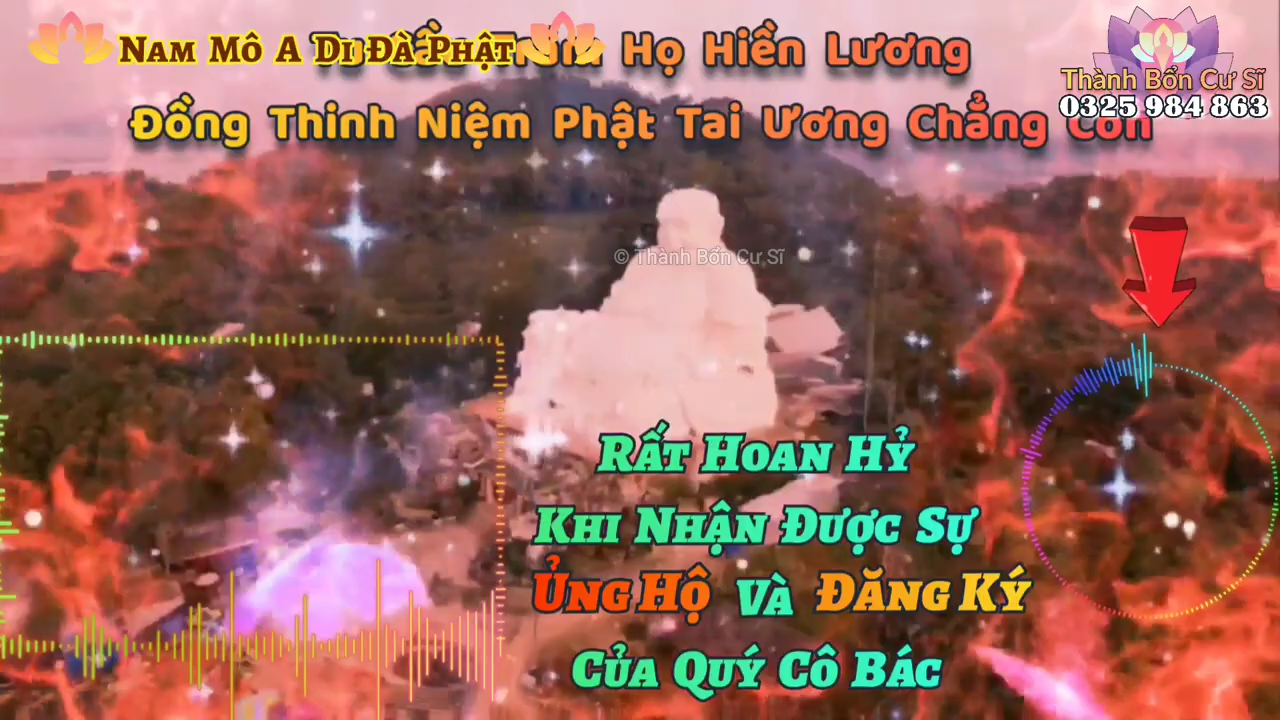 Nam Mô A Di Đà Phật
Họ Hiền Lương
Đồng Thinh Niệm Phật Tai Ương Chẳng Còn
Thành Bổn Cư Sĩ
0325 984 863
© Thành Bổn Cư Sĩ
Rất Hoan Hỷ
Khi Nhận Được Sự
Ủng Hộ và Đăng Ký
Của Quý Cô Bác